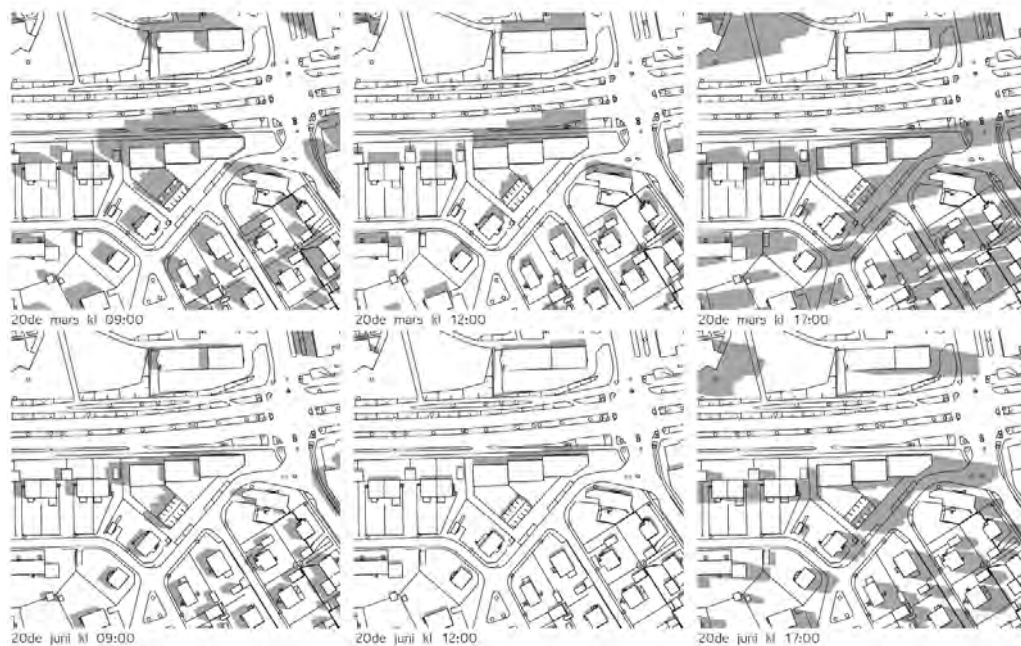 20de mars kl 09:00
20de mars kl 12:00
20de mars kl 17:00
20de juni kl 09:00
20de juni kl 12:00
20de juni kl 17:00